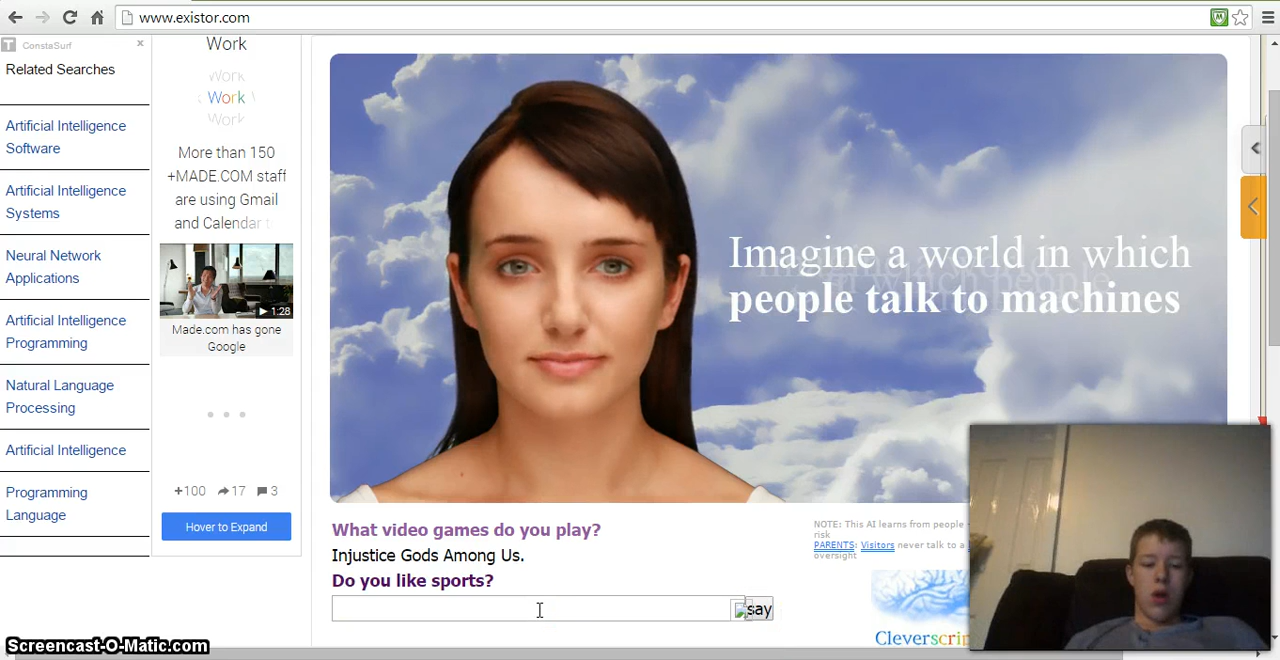 www.existor.com
ConstaSurf
Related Searches
Artificial Intelligence
Software
Artificial Intelligence
Systems
Neural Network
Applications
Artificial Intelligence
Programming
Natural Language
Processing
Artificial Intelligence
Programming
Language
Work
Work
Work
Work
More than 150
+MADE.COM staff
are using Gmail
and Calendar to
1:28
Made.com has gone
Google
+100
17
3
Hover to Expand
Imagine a world in which
people talk to machines
What video games do you play?
Injustice Gods Among Us.
Do you like sports?
say
NOTE: This AI learns from people
risk
PARENTS: Visitors never talk to a
oversight
Cleverscrip
Screencast-O-Matic.com